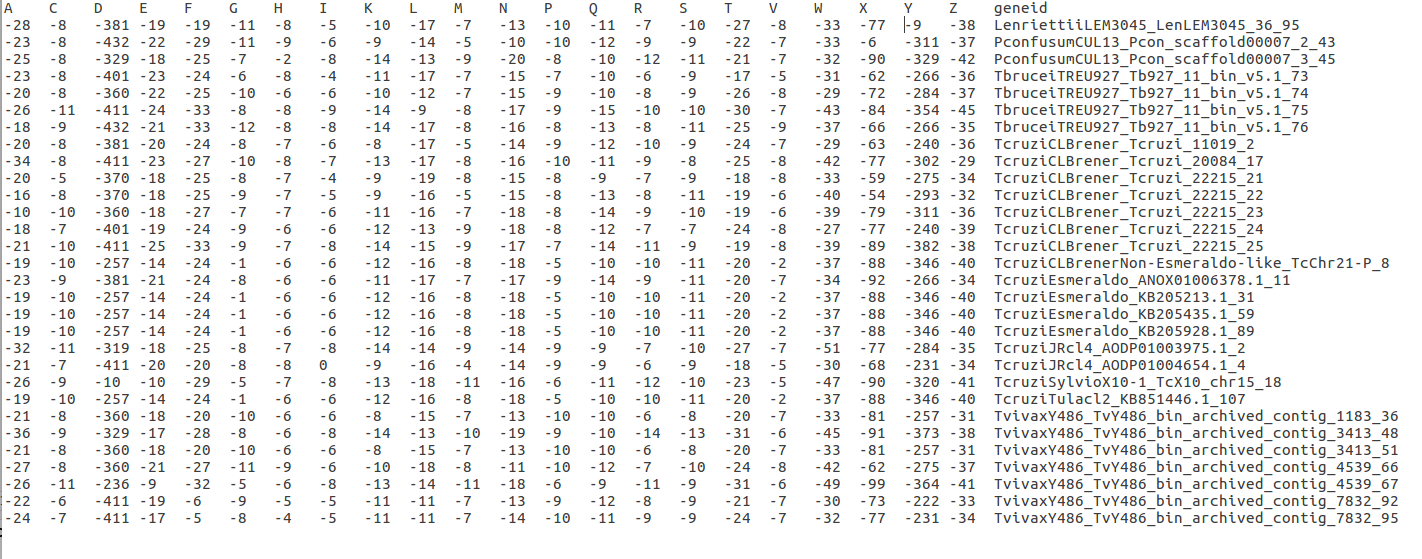 A C D E F G H I K L M N P Q R S T V W X Y Z geneid
-28 -8 -381 -19 -19 -11 -8 -5 -10 -17 -7 -13 -10 -11 -7 -10 -27 -8 -33 -77 -9 -38 LenriettiiLEM3045_LenLEM3045_36_95
-23 -8 -432 -22 -29 -11 -9 -6 -9 -14 -5 -10 -10 -12 -9 -9 -22 -7 -33 -6 -311 -37 PconfusumCUL13_Pcon_scaffold00007_2_43
-25 -8 -329 -18 -25 -7 -2 -8 -14 -13 -9 -20 -8 -10 -12 -11 -21 -7 -32 -90 -329 -42 PconfusumCUL13_Pcon_scaffold00007_3_45
-23 -8 -401 -23 -24 -6 -8 -4 -11 -17 -7 -15 -7 -10 -6 -9 -17 -5 -31 -62 -266 -36 TbruceiTREU927_Tb927_11_bin_v5.1_73
-20 -8 -360 -22 -25 -10 -6 -6 -10 -12 -7 -15 -9 -10 -8 -9 -26 -8 -29 -72 -284 -37 TbruceiTREU927_Tb927_11_bin_v5.1_74
-26 -11 -411 -24 -33 -8 -8 -9 -14 -9 -8 -17 -9 -15 -10 -10 -30 -7 -43 -84 -354 -45 TbruceiTREU927_Tb927_11_bin_v5.1_75
-18 -9 -432 -21 -33 -12 -8 -8 -14 -17 -8 -16 -8 -13 -8 -11 -25 -9 -37 -66 -266 -35 TbruceiTREU927_Tb927_11_bin_v5.1_76
-20 -8 -381 -20 -24 -8 -7 -6 -8 -17 -5 -14 -9 -12 -10 -9 -24 -7 -29 -63 -240 -36 TcruziCLBrener_Tcruzi_11019_2
-34 -8 -411 -23 -27 -10 -8 -7 -13 -17 -8 -16 -10 -11 -9 -8 -25 -8 -42 -77 -302 -29 TcruziCLBrener_Tcruzi_20084_17
-20 -5 -370 -18 -25 -8 -7 -4 -9 -19 -8 -15 -8 -9 -7 -9 -18 -8 -33 -59 -275 -34 TcruziCLBrener_Tcruzi_22215_21
-16 -8 -370 -18 -25 -9 -7 -5 -9 -16 -5 -15 -8 -13 -8 -11 -19 -6 -40 -54 -293 -32 TcruziCLBrener_Tcruzi_22215_22
-10 -10 -360 -18 -27 -7 -7 -6 -11 -16 -7 -18 -8 -14 -9 -10 -19 -6 -39 -79 -311 -36 TcruziCLBrener_Tcruzi_22215_23
-18 -7 -401 -19 -24 -9 -6 -6 -12 -13 -9 -18 -8 -12 -7 -7 -24 -8 -27 -77 -240 -39 TcruziCLBrener_Tcruzi_22215_24
-21 -10 -411 -25 -33 -9 -7 -8 -14 -15 -9 -17 -7 -14 -11 -9 -19 -8 -39 -89 -382 -38 TcruziCLBrener_Tcruzi_22215_25
-19 -10 -257 -14 -24 -1 -6 -6 -12 -16 -8 -18 -5 -10 -10 -11 -20 -2 -37 -88 -346 -40 TcruziCLBrenerNon-Esmeraldo-like_TcChr21-P_8
-23 -9 -381 -21 -24 -8 -6 -6 -11 -17 -7 -17 -9 -14 -9 -11 -20 -7 -34 -92 -266 -34 TcruziEsmeraldo_ANOX01006378.1_11
-19 -10 -257 -14 -24 -1 -6 -6 -12 -16 -8 -18 -5 -10 -10 -11 -20 -2 -37 -88 -346 -40 TcruziEsmeraldo_KB205213.1_31
-19 -10 -257 -14 -24 -1 -6 -6 -12 -16 -8 -18 -5 -10 -10 -11 -20 -2 -37 -88 -346 -40 TcruziEsmeraldo_KB205435.1_59
-19 -10 -257 -14 -24 -1 -6 -6 -12 -16 -8 -18 -5 -10 -10 -11 -20 -2 -37 -88 -346 -40 TcruziEsmeraldo_KB205928.1_89
-32 -11 -319 -18 -25 -8 -7 -8 -14 -14 -9 -14 -9 -9 -7 -10 -27 -7 -51 -77 -284 -35 TcruziJRcl4_AODP01003975.1_2
-21 -7 -411 -20 -20 -8 -8 0 -9 -16 -4 -14 -9 -9 -6 -9 -18 -5 -30 -68 -231 -34 TcruziJRcl4_AODP01004654.1_4
-26 -9 -10 -10 -29 -5 -7 -8 -13 -18 -11 -16 -6 -11 -12 -10 -23 -5 -47 -90 -320 -41 TcruziSylvioX10-1_TcX10_chr15_18
-19 -10 -257 -14 -24 -1 -6 -6 -12 -16 -8 -18 -5 -10 -10 -11 -20 -2 -37 -88 -346 -40 TcruziTulacl2_KB851446.1_107
-21 -8 -360 -18 -20 -10 -6 -6 -8 -15 -7 -13 -10 -10 -6 -8 -20 -7 -33 -81 -257 -31 TvivaxY486_TvY486_bin_archived_contig_1183_36
-36 -9 -329 -17 -28 -8 -6 -8 -14 -13 -10 -19 -9 -10 -14 -13 -31 -6 -45 -91 -373 -38 TvivaxY486_TvY486_bin_archived_contig_3413_48
-21 -8 -360 -18 -20 -10 -6 -6 -8 -15 -7 -13 -10 -10 -6 -8 -20 -7 -33 -81 -257 -31 TvivaxY486_TvY486_bin_archived_contig_3413_51
-27 -8 -360 -21 -27 -11 -9 -6 -10 -18 -8 -11 -10 -12 -7 -10 -24 -8 -42 -62 -275 -37 TvivaxY486_TvY486_bin_archived_contig_4539_66
-26 -11 -236 -9 -32 -5 -6 -8 -13 -14 -11 -18 -6 -9 -11 -9 -31 -6 -49 -99 -364 -41 TvivaxY486_TvY486_bin_archived_contig_4539_67
-22 -6 -411 -19 -6 -9 -5 -5 -11 -11 -7 -13 -9 -12 -8 -9 -21 -7 -30 -73 -222 -33 TvivaxY486_TvY486_bin_archived_contig_7832_92
-24 -7 -411 -17 -5 -8 -4 -5 -11 -11 -7 -14 -10 -11 -9 -9 -24 -7 -32 -77 -231 -34 TvivaxY486_TvY486_bin_archived_contig_7832_95